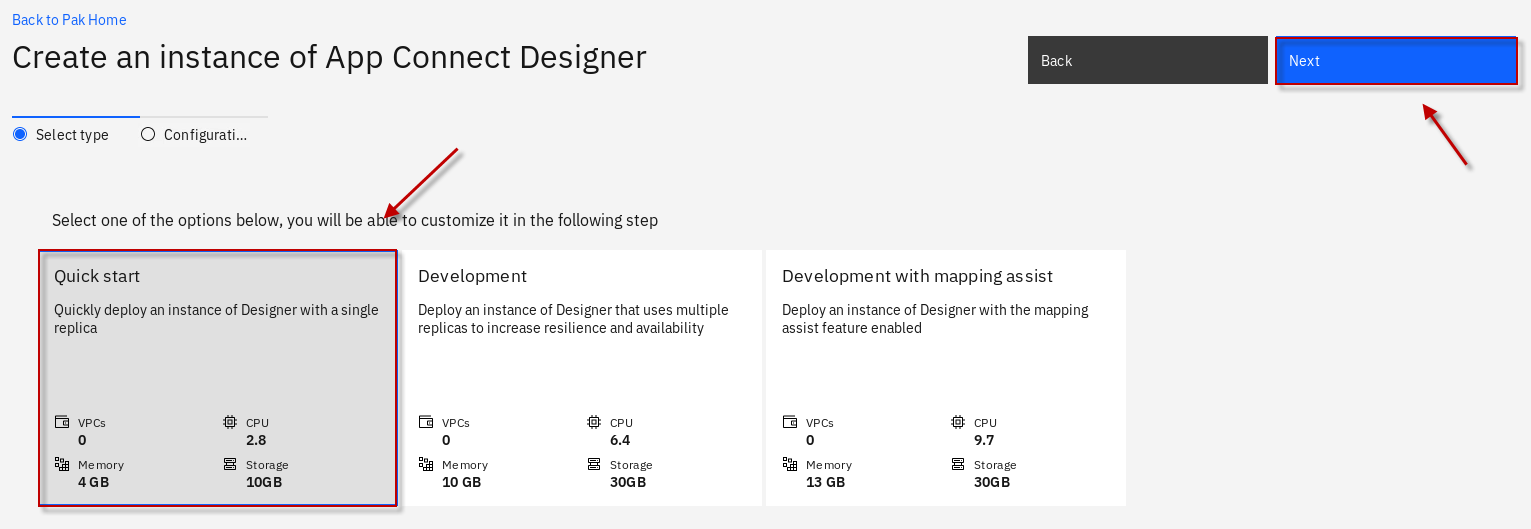 Back to Pak Home
Create an instance of App Connect Designer
Back
Next
Select type
Configurati...
Select one of the options below, you will be able to customize it in the following step
Quick start
Quickly deploy an instance of Designer with a single
replica
VPCs
0
CPU
2.8
Memory
4 GB
Storage
10GB
Development
Deploy an instance of Designer that uses multiple
replicas to increase resilience and availability
VPCs
0
CPU
6.4
Memory
10 GB
Storage
30GB
Development with mapping assist
Deploy an instance of Designer with the mapping
assist feature enabled
VPCs
0
CPU
9.7
Memory
13 GB
Storage
30GB